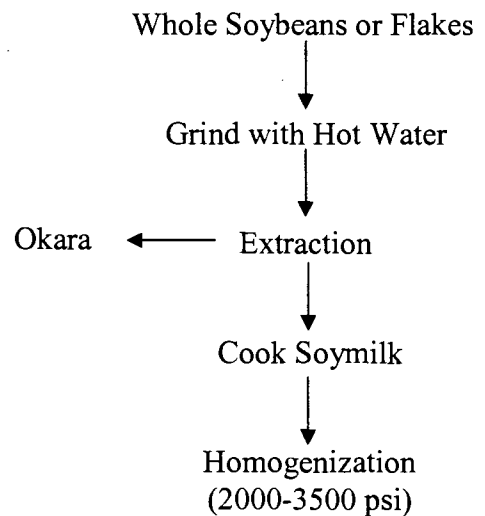 Whole Soybeans or Flakes
Grind with Hot Water
Okara
Extraction
Cook Soymilk
Homogenization
(2000-3500 psi)